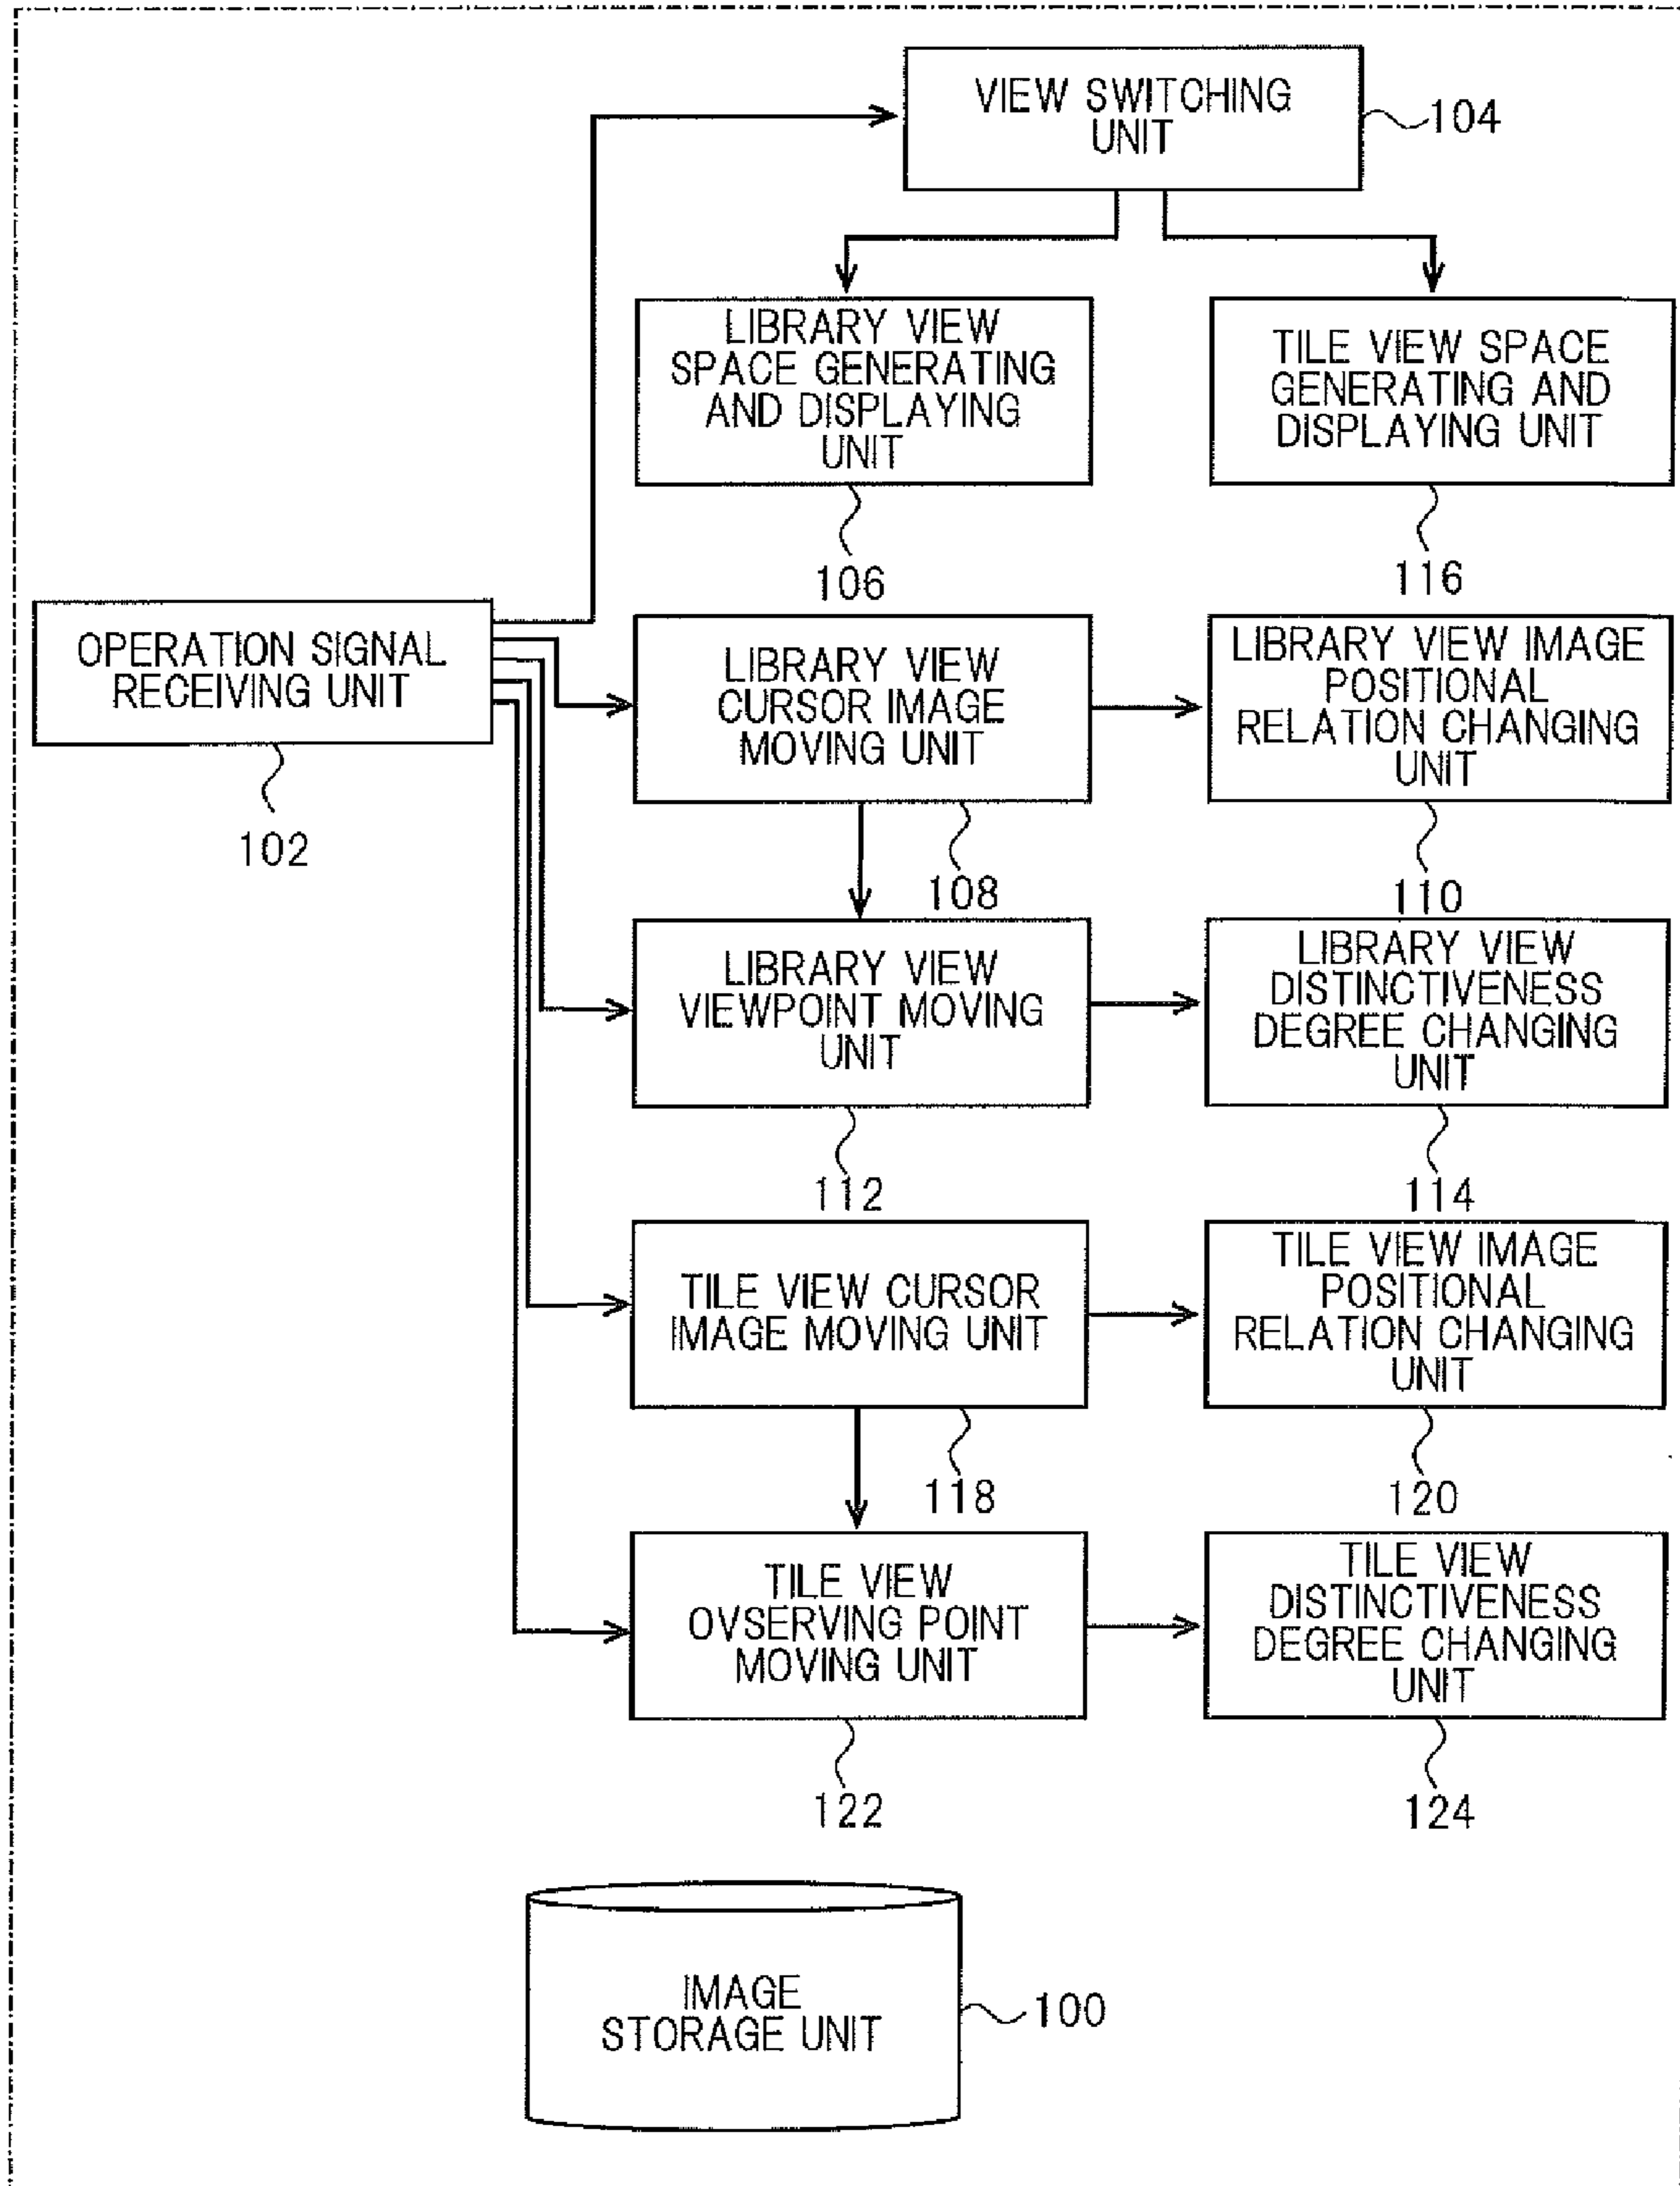 VIEW SWITCHING
UNIT
104
LIBRARY VIEW
SPACE GENERATING
AND DISPLAYING
UNIT
106
TILE VIEW SPACE
GENERATING AND
DISPLAYING UNIT
116
OPERATION SIGNAL
RECEIVING UNIT
102
LIBRARY VIEW
CURSOR IMAGE
MOVING UNIT
108
LIBRARY VIEW IMAGE
POSITIONAL
RELATION CHANGING
UNIT
110
LIBRARY VIEW
VIEWPOINT MOVING
UNIT
112
LIBRARY VIEW
DISTINCTIVENESS
DEGREE CHANGING
UNIT
114
TILE VIEW CURSOR
IMAGE MOVING UNIT
118
TILE VIEW IMAGE
POSITIONAL
RELATION CHANGING
UNIT
120
TILE VIEW
OVSERVING POINT
MOVING UNIT
122
TILE VIEW
DISTINCTIVENESS
DEGREE CHANGING
UNIT
124
IMAGE
STORAGE UNIT
100